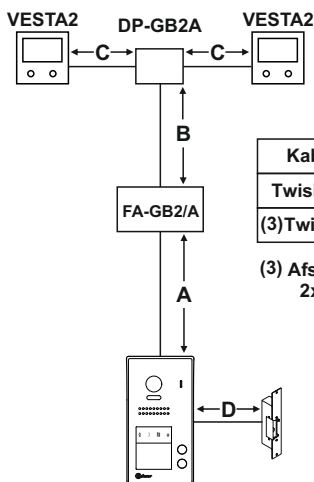 VESTA2 DP-GB2A VESTA2
C C
B
FA-GB2/A
Kal
Twis
(3)Twi
(3) Afs
2x
A
D